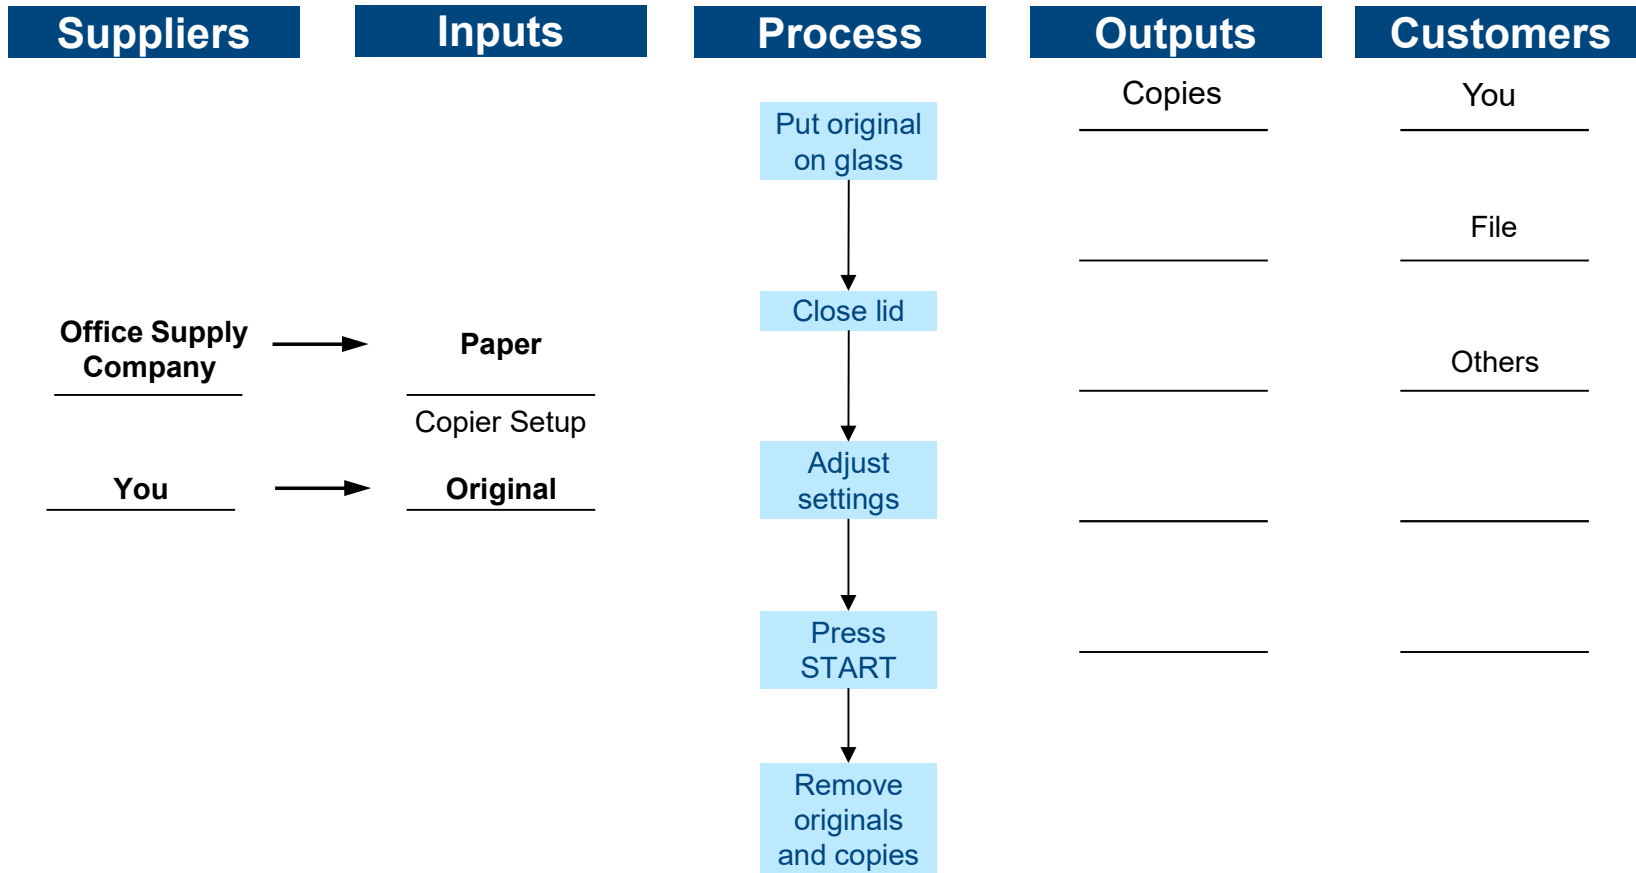 Suppliers
Inputs
Process
Outputs
Customers
Office Supply
Company
You
Paper
Copier Setup
Original
Put original
on glass
Close lid
Adjust
settings
Press
START
Remove
originals
and copies
Copies
You
File
Others